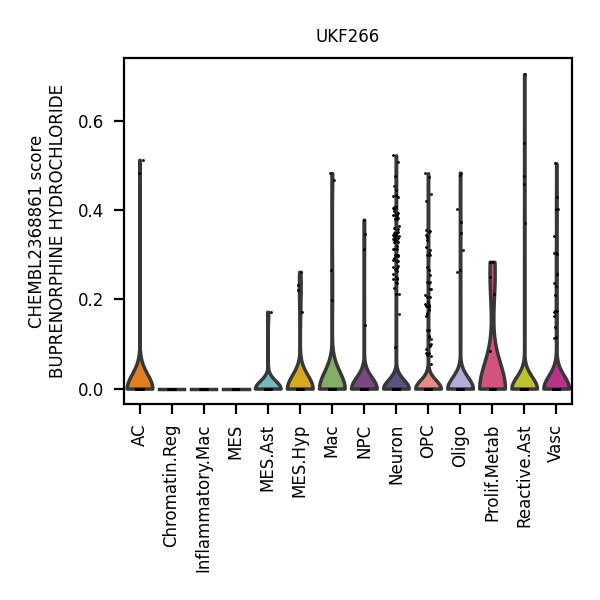 UKF266
CHEMBL2368861 score
BUPRENORPHINE HYDROCHLORIDE
0.6
0.4
0.2
0.0
AC
Chromatin.Reg
Inflammatory.Mac
MES
MES.Ast
MES.Hyp
Mac
NPC
Neuron
OPC
Oligo
Prolif.Metab
Reactive.Ast
Vasc